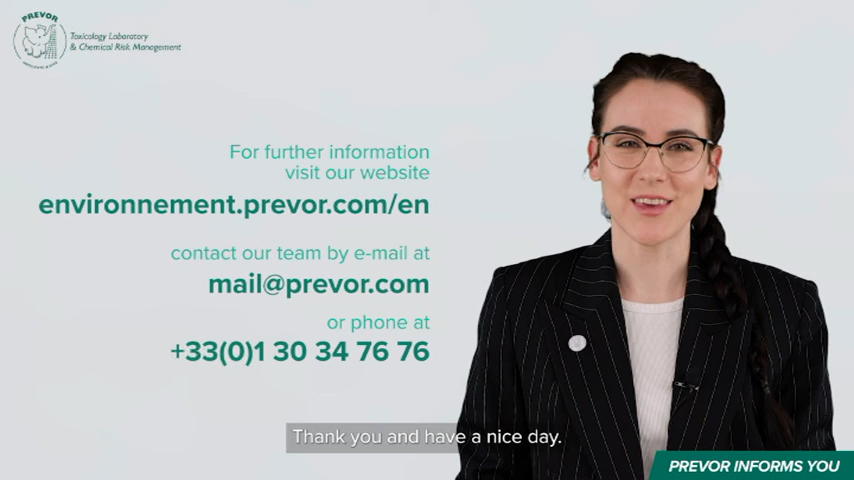 PREVOR
Toxicology Laboratory
& Chemical Risk Management
For further information
visit our website
environnement.prevor.com/en
contact our team by e-mail at
mail@prevor.com
or phone at
+33(0)1 30 34 76 76
Thank you and have a nice day.
PREVOR INFORMS YOU